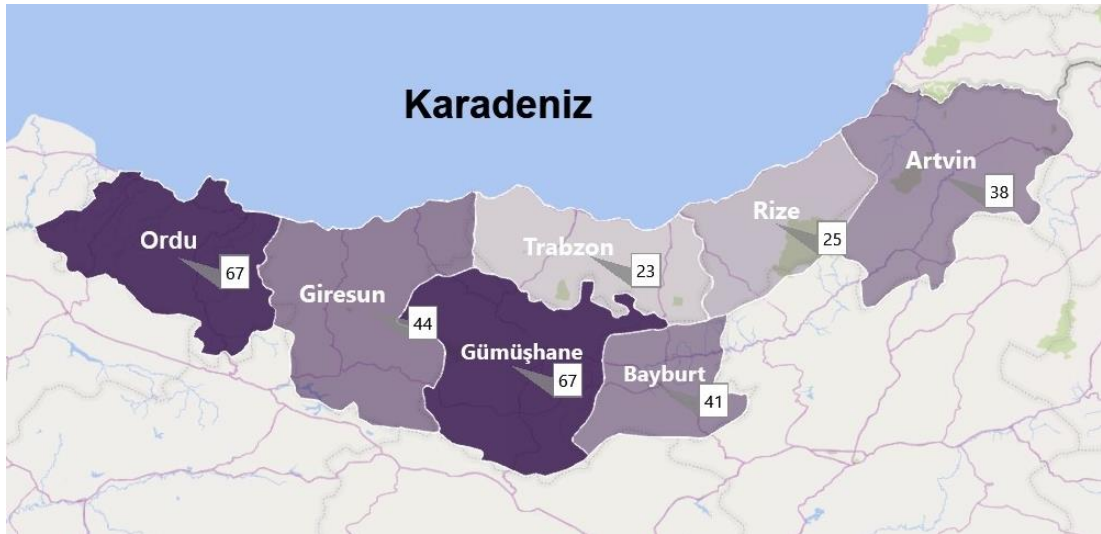 Karadeniz
Artvin
38
Rize
25
Ordu
67
Trabzon
23
Giresun
44
Gümüşhane
67
Bayburt
41